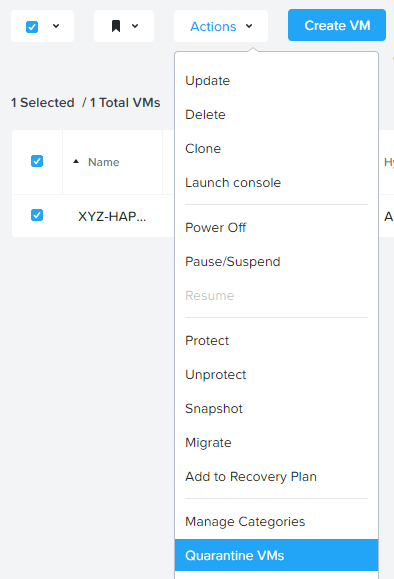 Actions
Create VM
1 Selected / 1 Total VMs
Name
Hy
XYZ-HAP...
A
Update
Delete
Clone
Launch console
Power Off
Pause/Suspend
Resume
Protect
Unprotect
Snapshot
Migrate
Add to Recovery Plan
Manage Categories
Quarantine VMs